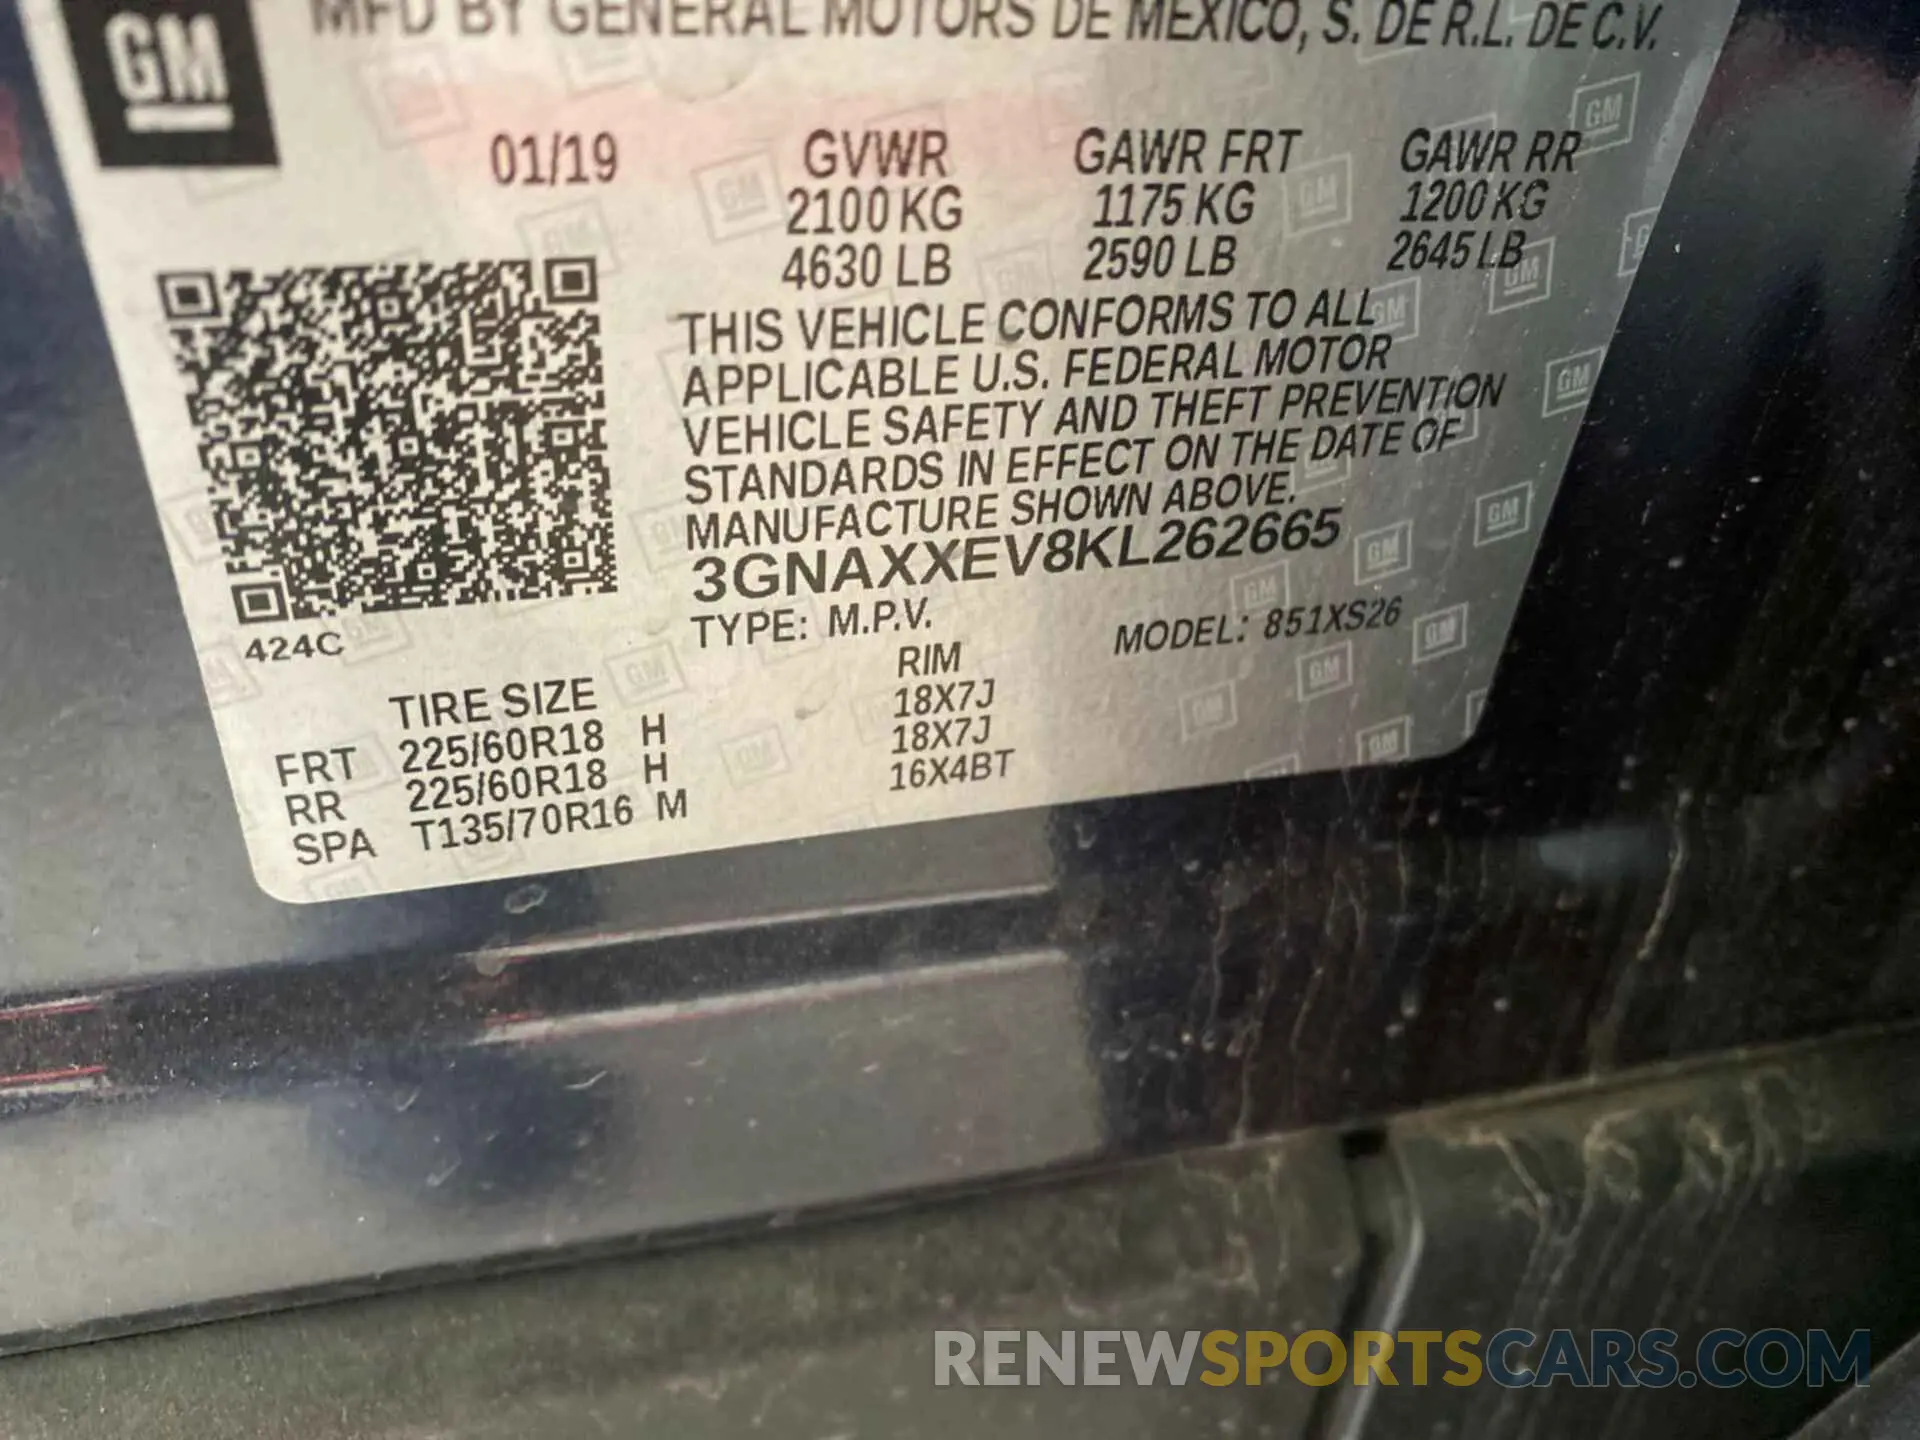 GM
MFD BY GENERAL MOTORS DE MEXICO, S. DE R.L. DE C.V.
01/19 GVWR GAWR FRT GAWR RR
2100 KG 1175 KG 1200 KG
4630 LB 2590 LB 2645 LB
THIS VEHICLE CONFORMS TO ALL
APPLICABLE U.S. FEDERAL MOTOR
VEHICLE SAFETY AND THEFT PREVENTION
STANDARDS IN EFFECT ON THE DATE OF
MANUFACTURE SHOWN ABOVE.
3GNAXXEV8KL262665
424C
TYPE: M.P.V. MODEL: 851XS26
TIRE SIZE RIM
FRT 225/60R18 H 18X7J
RR 225/60R18 H 18X7J
SPA T135/70R16 M 16X4BT
RENEWSPORTSCARS.COM